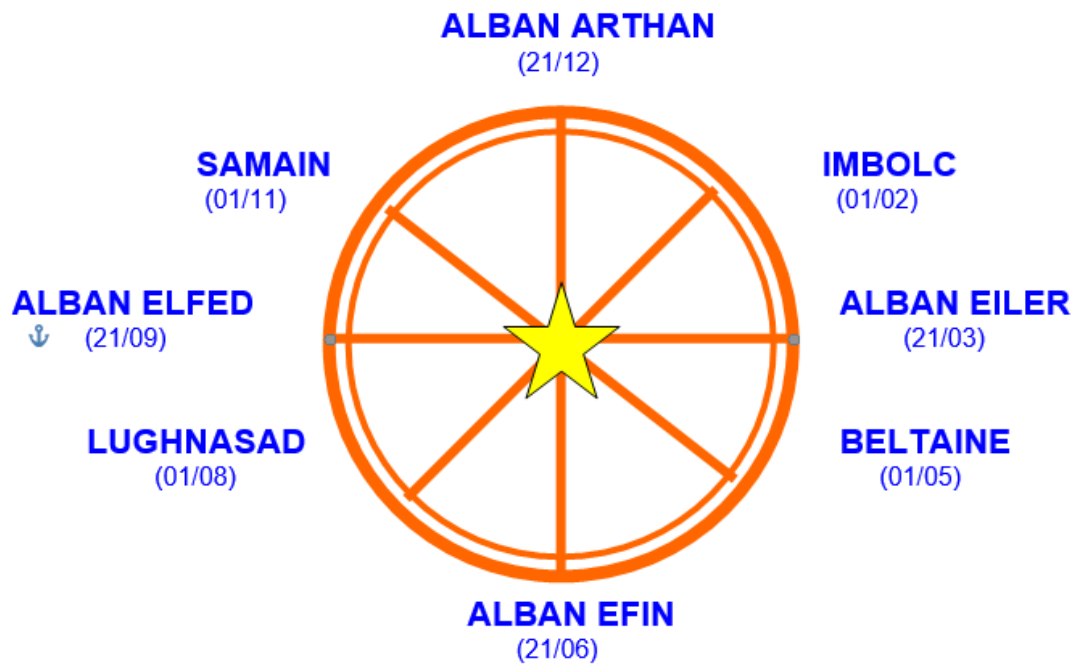 ALBAN ARTHAN
(21/12)
SAMAIN
(01/11)
IMBOLC
(01/02)
ALBAN ELFED
(21/09)
ALBAN EILER
(21/03)
LUGHNASAD
(01/08)
BELTAINE
(01/05)
ALBAN EFIN
(21/06)